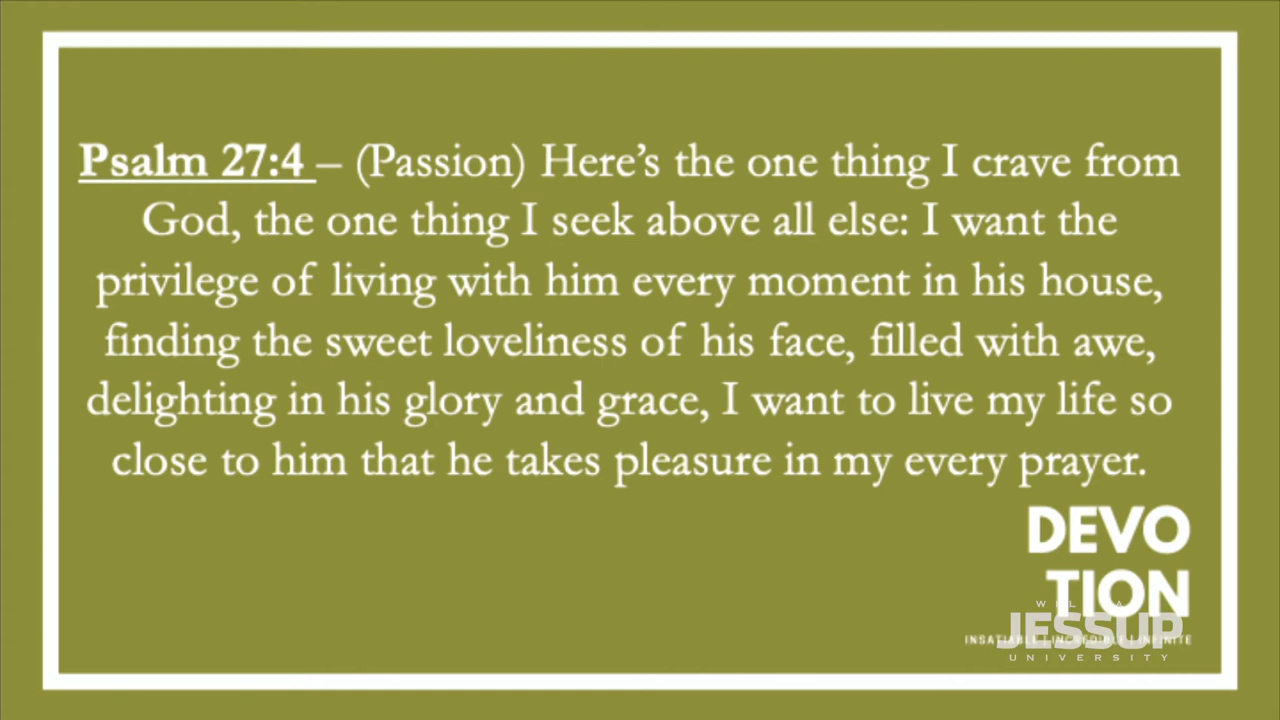 Psalm 27:4 – (Passion) Here’s the one thing I crave from
God, the one thing I seek above all else: I want the
privilege of living with him every moment in his house,
finding the sweet loveliness of his face, filled with awe,
delighting in his glory and grace, I want to live my life so
close to him that he takes pleasure in my every prayer.
DEVO
TION
INSATIABLE | INCREDIBLE | INFINITE
JESSUP
UNIVERSITY